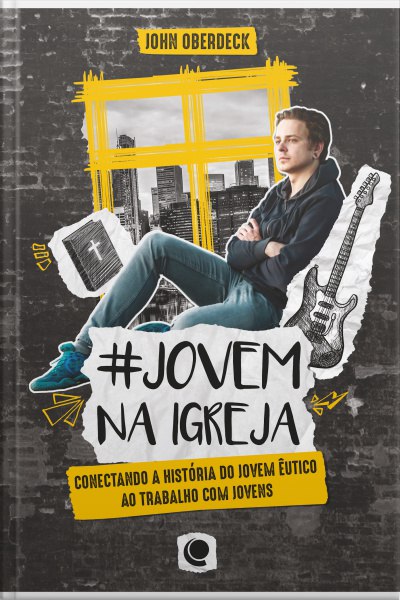 JOHN OBERDECK
#JOVEM
NA IGREJA
CONECTANDO A HISTÓRIA DO JOVEM ÊUTICO
AO TRABALHO COM JOVENS